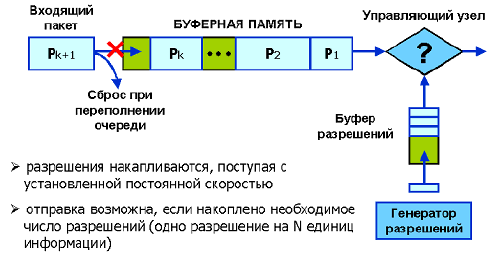 Входящий
пакет
БУФЕРНАЯ ПАМЯТЬ
Управляющий узел
Pk+1
Pk
•••
P2
P1
?
Сброс при
переполнении
очереди
Буфер
разрешений
➢ разрешения накапливаются, поступая с
установленной постоянной скоростью
➢ отправка возможна, если накоплено необходимое
число разрешений (одно разрешение на N единиц
информации)
Генератор
разрешений